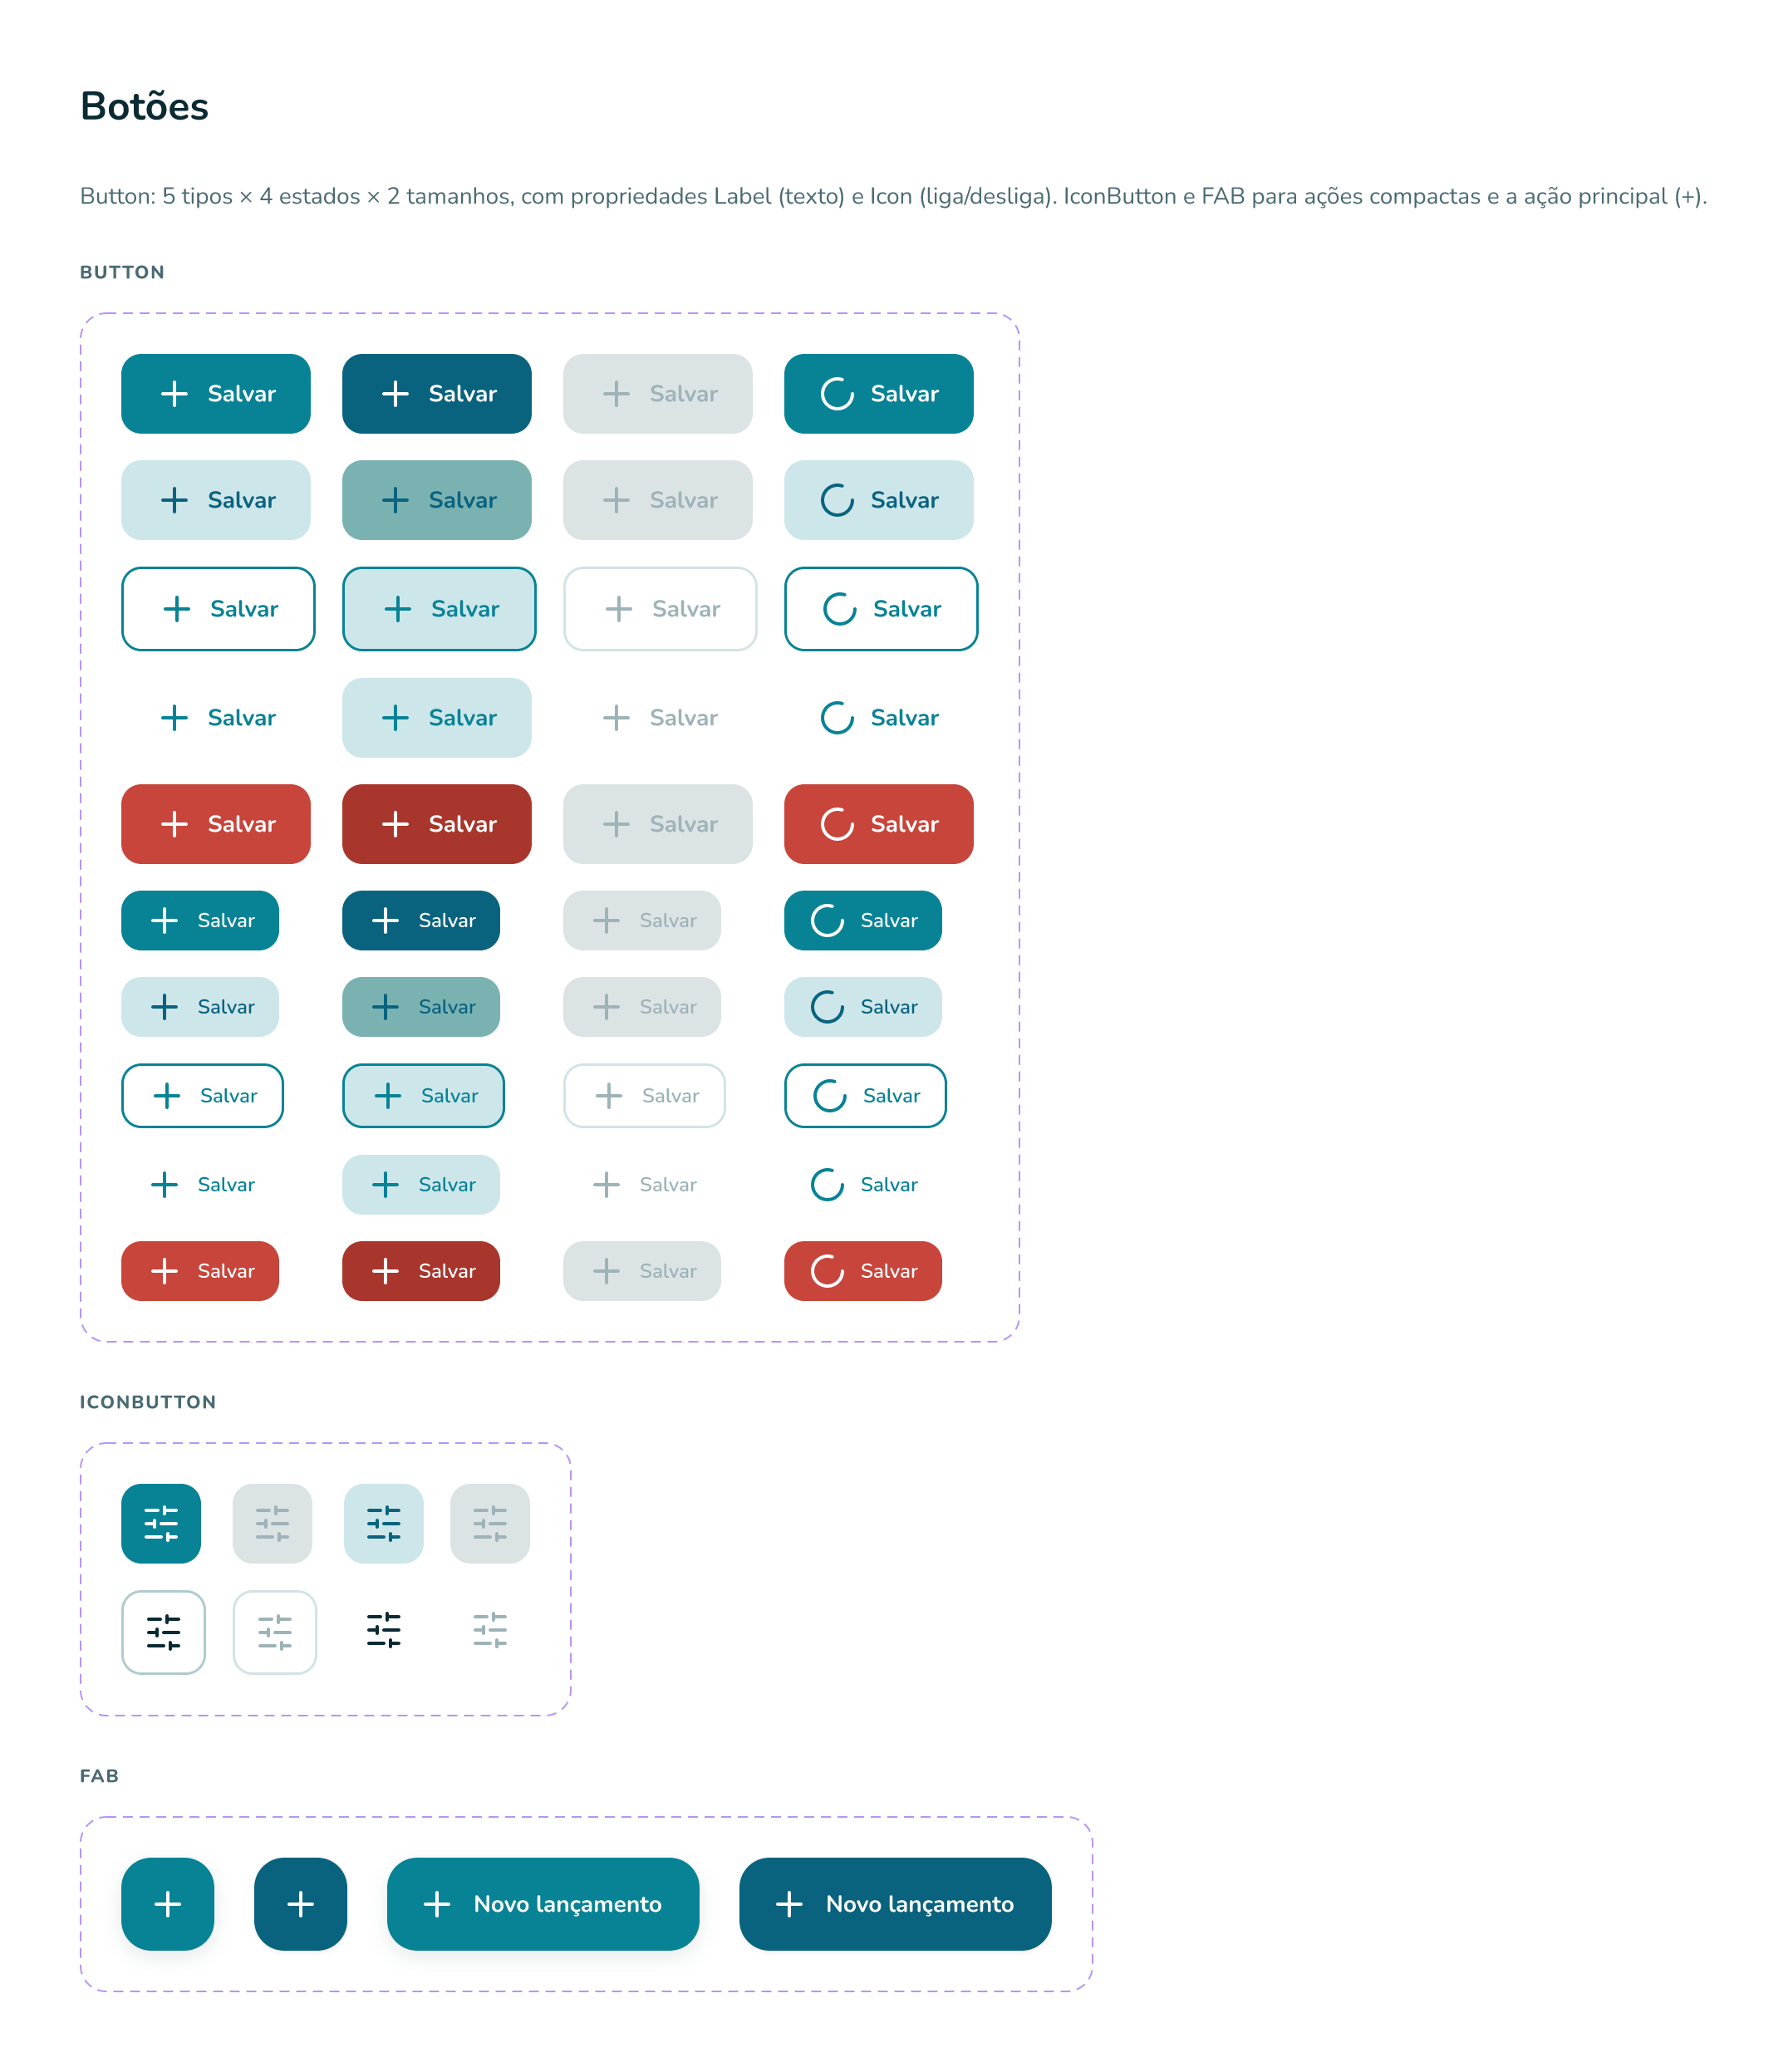 Botões
Button: 5 tipos × 4 estados × 2 tamanhos, com propriedades Label (texto) e Icon (liga/desliga). IconButton e FAB para ações compactas e a ação principal (+).
BUTTON
Salvar Salvar Salvar Salvar
Salvar Salvar Salvar Salvar
Salvar Salvar Salvar Salvar
Salvar Salvar Salvar Salvar
Salvar Salvar Salvar Salvar
Salvar Salvar Salvar Salvar
Salvar Salvar Salvar Salvar
Salvar Salvar Salvar Salvar
Salvar Salvar Salvar Salvar
Salvar Salvar Salvar Salvar
ICONBUTTON
FAB
Novo lançamento Novo lançamento